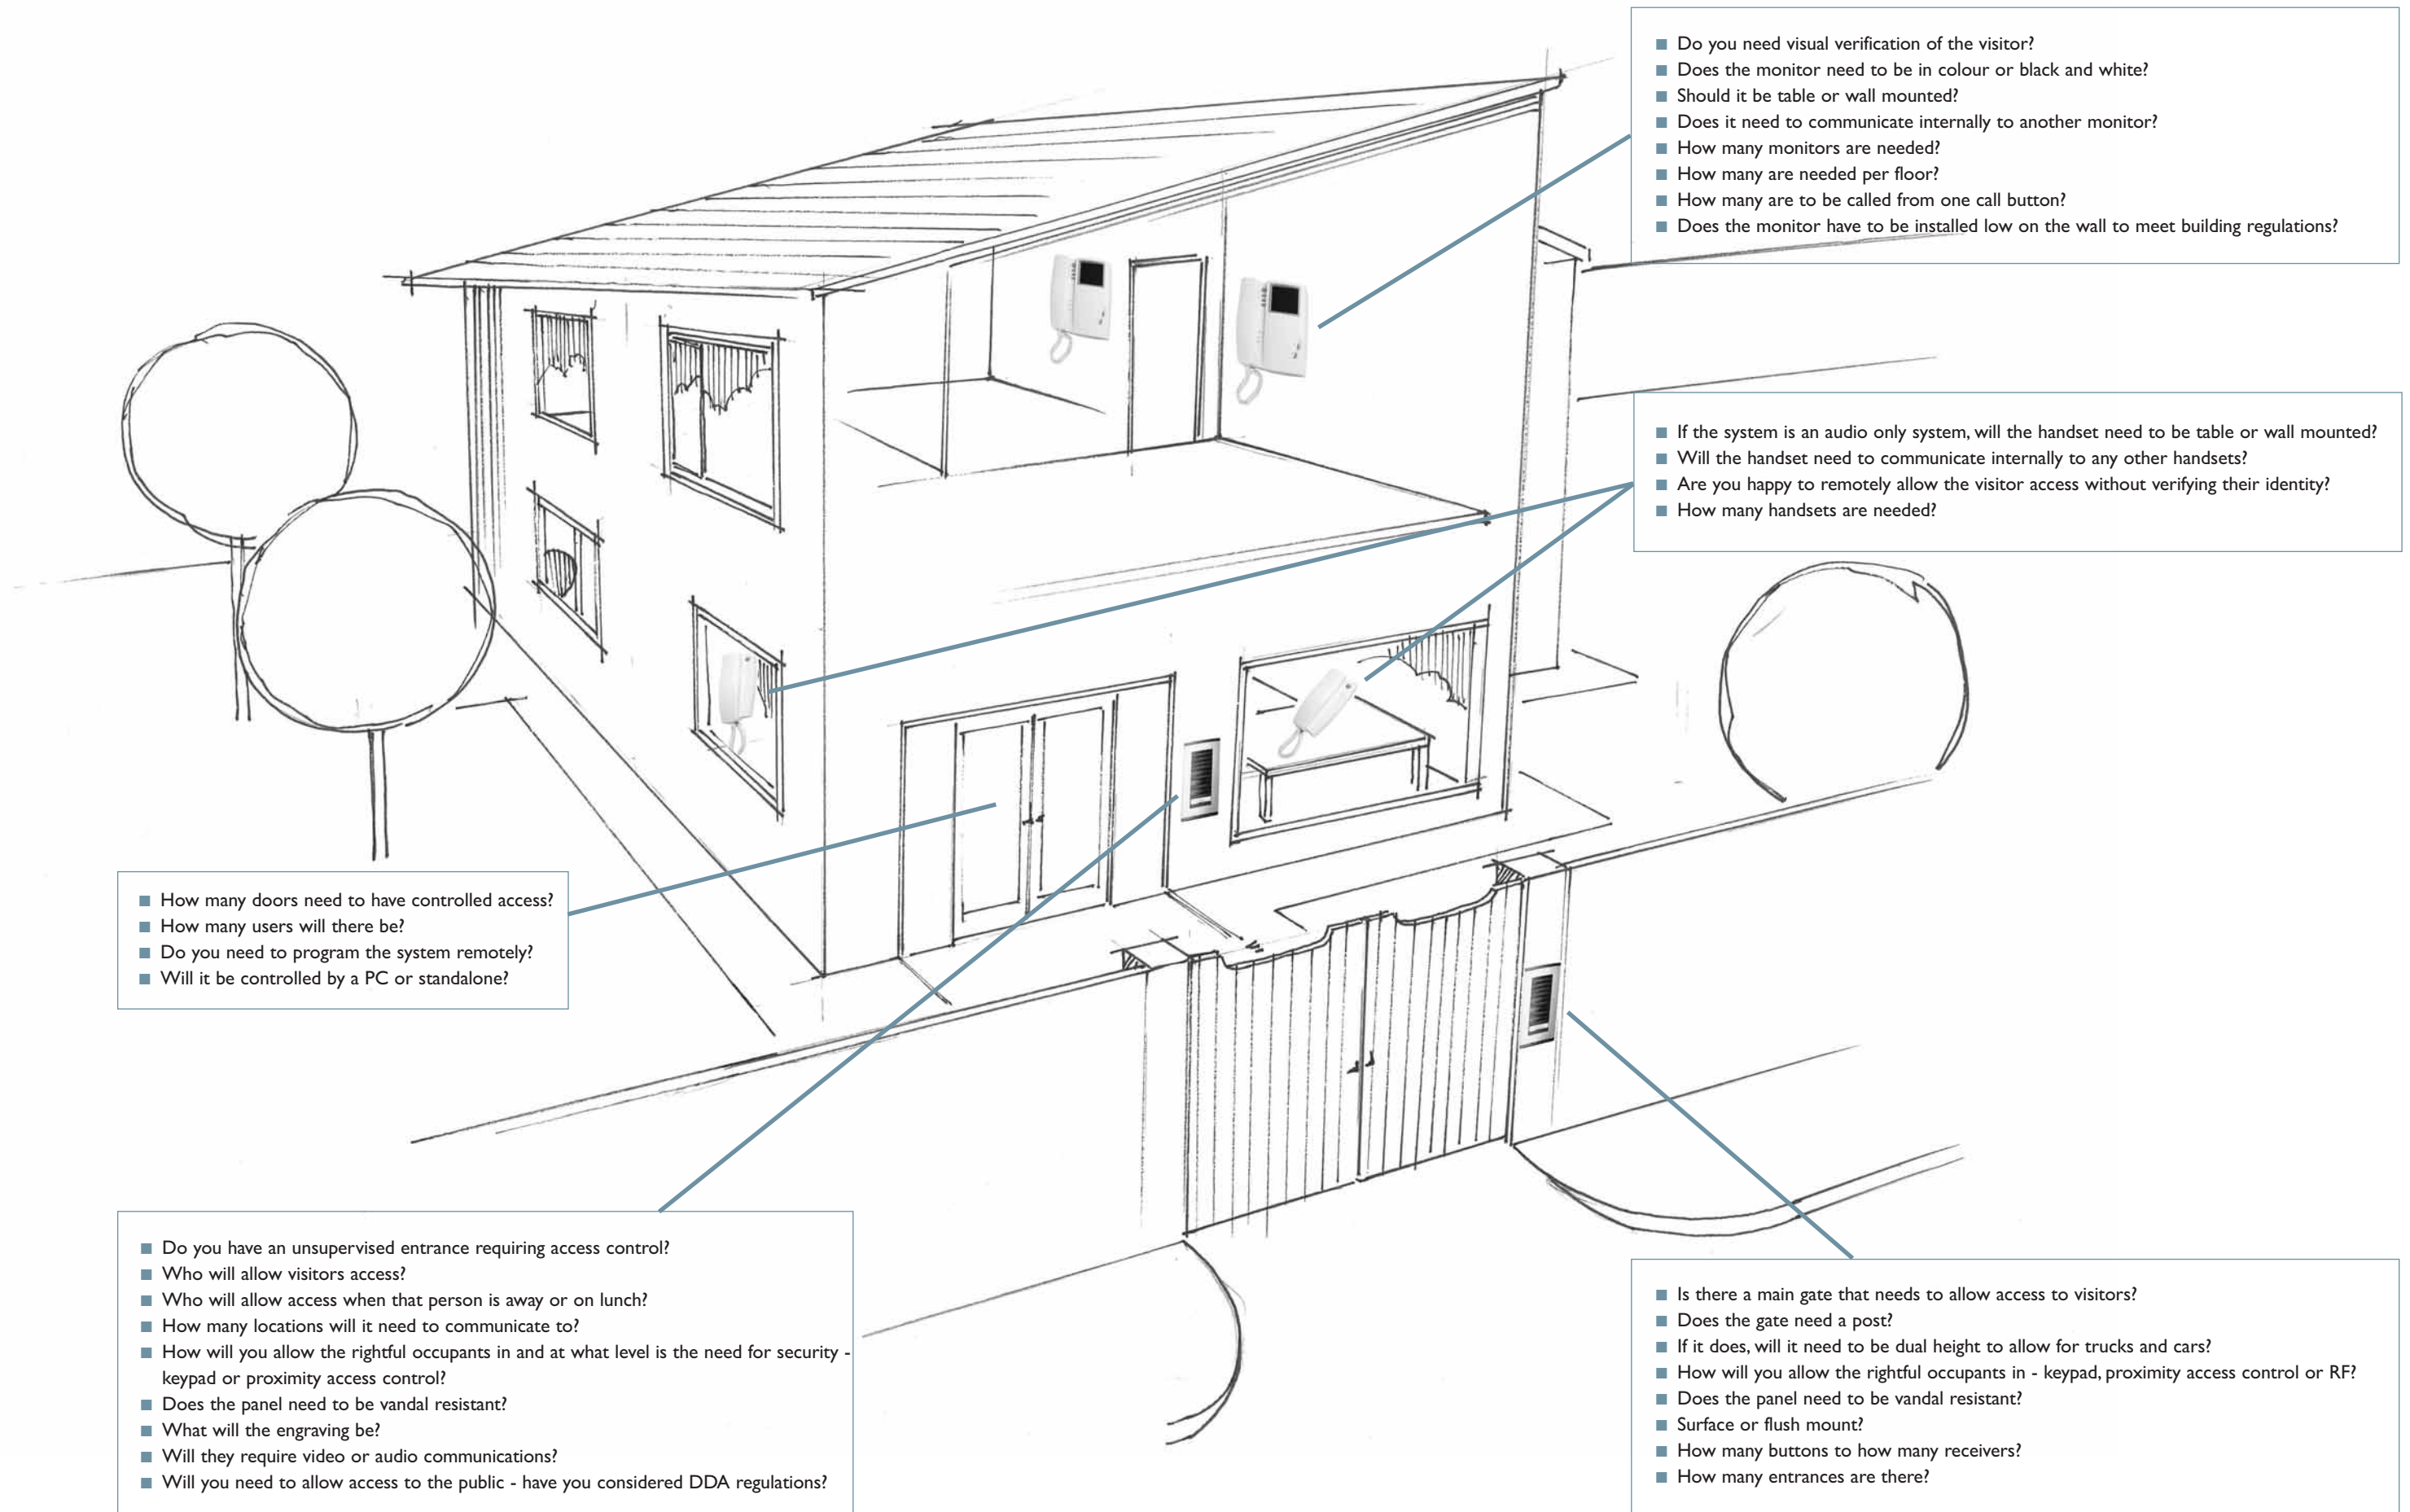 ■ Do you need visual verification of the visitor?
■ Does the monitor need to be in colour or black and white?
■ Should it be table or wall mounted?
■ Does it need to communicate internally to another monitor?
■ How many monitors are needed?
■ How many are needed per floor?
■ How many are to be called from one call button?
■ Does the monitor have to be installed low on the wall to meet building regulations?
■ If the system is an audio only system, will the handset need to be table or wall mounted?
■ Will the handset need to communicate internally to any other handsets?
■ Are you happy to remotely allow the visitor access without verifying their identity?
■ How many handsets are needed?
■ How many doors need to have controlled access?
■ How many users will there be?
■ Do you need to program the system remotely?
■ Will it be controlled by a PC or standalone?
■ Do you have an unsupervised entrance requiring access control?
■ Who will allow visitors access?
■ Who will allow access when that person is away or on lunch?
■ How many locations will it need to communicate to?
■ How will you allow the rightful occupants in and at what level is the need for security -
keypad or proximity access control?
■ Does the panel need to be vandal resistant?
■ What will the engraving be?
■ Will they require video or audio communications?
■ Will you need to allow access to the public - have you considered DDA regulations?
■ Is there a main gate that needs to allow access to visitors?
■ Does the gate need a post?
■ If it does, will it need to be dual height to allow for trucks and cars?
■ How will you allow the rightful occupants in - keypad, proximity access control or RF?
■ Does the panel need to be vandal resistant?
■ Surface or flush mount?
■ How many buttons to how many receivers?
■ How many entrances are there?